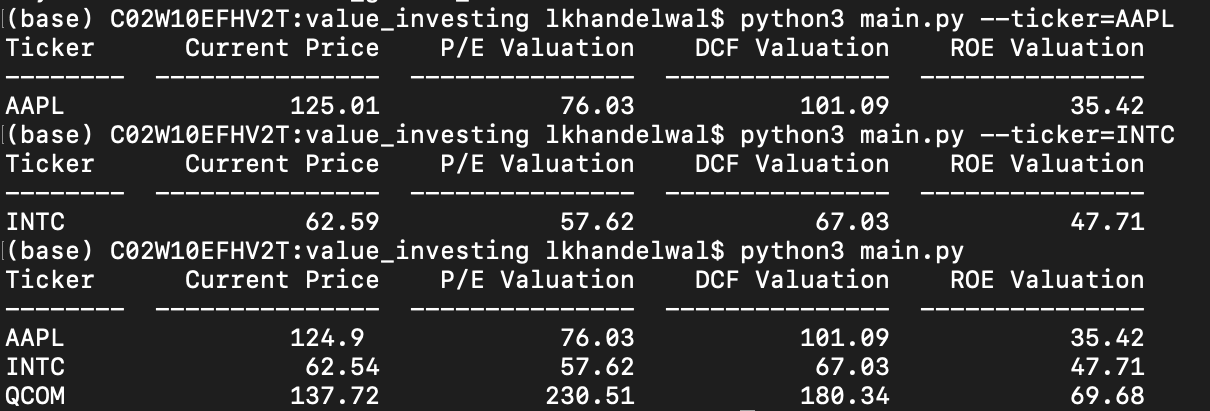 (base) C02W10EFHV2T:value_investing lkhandelwal$ python3 main.py --ticker=AAPL
Ticker      Current Price    P/E Valuation    DCF Valuation    ROE Valuation
--------  ---------------  ---------------  ---------------  ---------------
AAPL               125.01            76.03           101.09            35.42
(base) C02W10EFHV2T:value_investing lkhandelwal$ python3 main.py --ticker=INTC
Ticker      Current Price    P/E Valuation    DCF Valuation    ROE Valuation
--------  ---------------  ---------------  ---------------  ---------------
INTC                62.59            57.62            67.03            47.71
(base) C02W10EFHV2T:value_investing lkhandelwal$ python3 main.py
Ticker      Current Price    P/E Valuation    DCF Valuation    ROE Valuation
--------  ---------------  ---------------  ---------------  ---------------
AAPL               124.9             76.03           101.09            35.42
INTC                62.54            57.62            67.03            47.71
QCOM               137.72           230.51           180.34            69.68